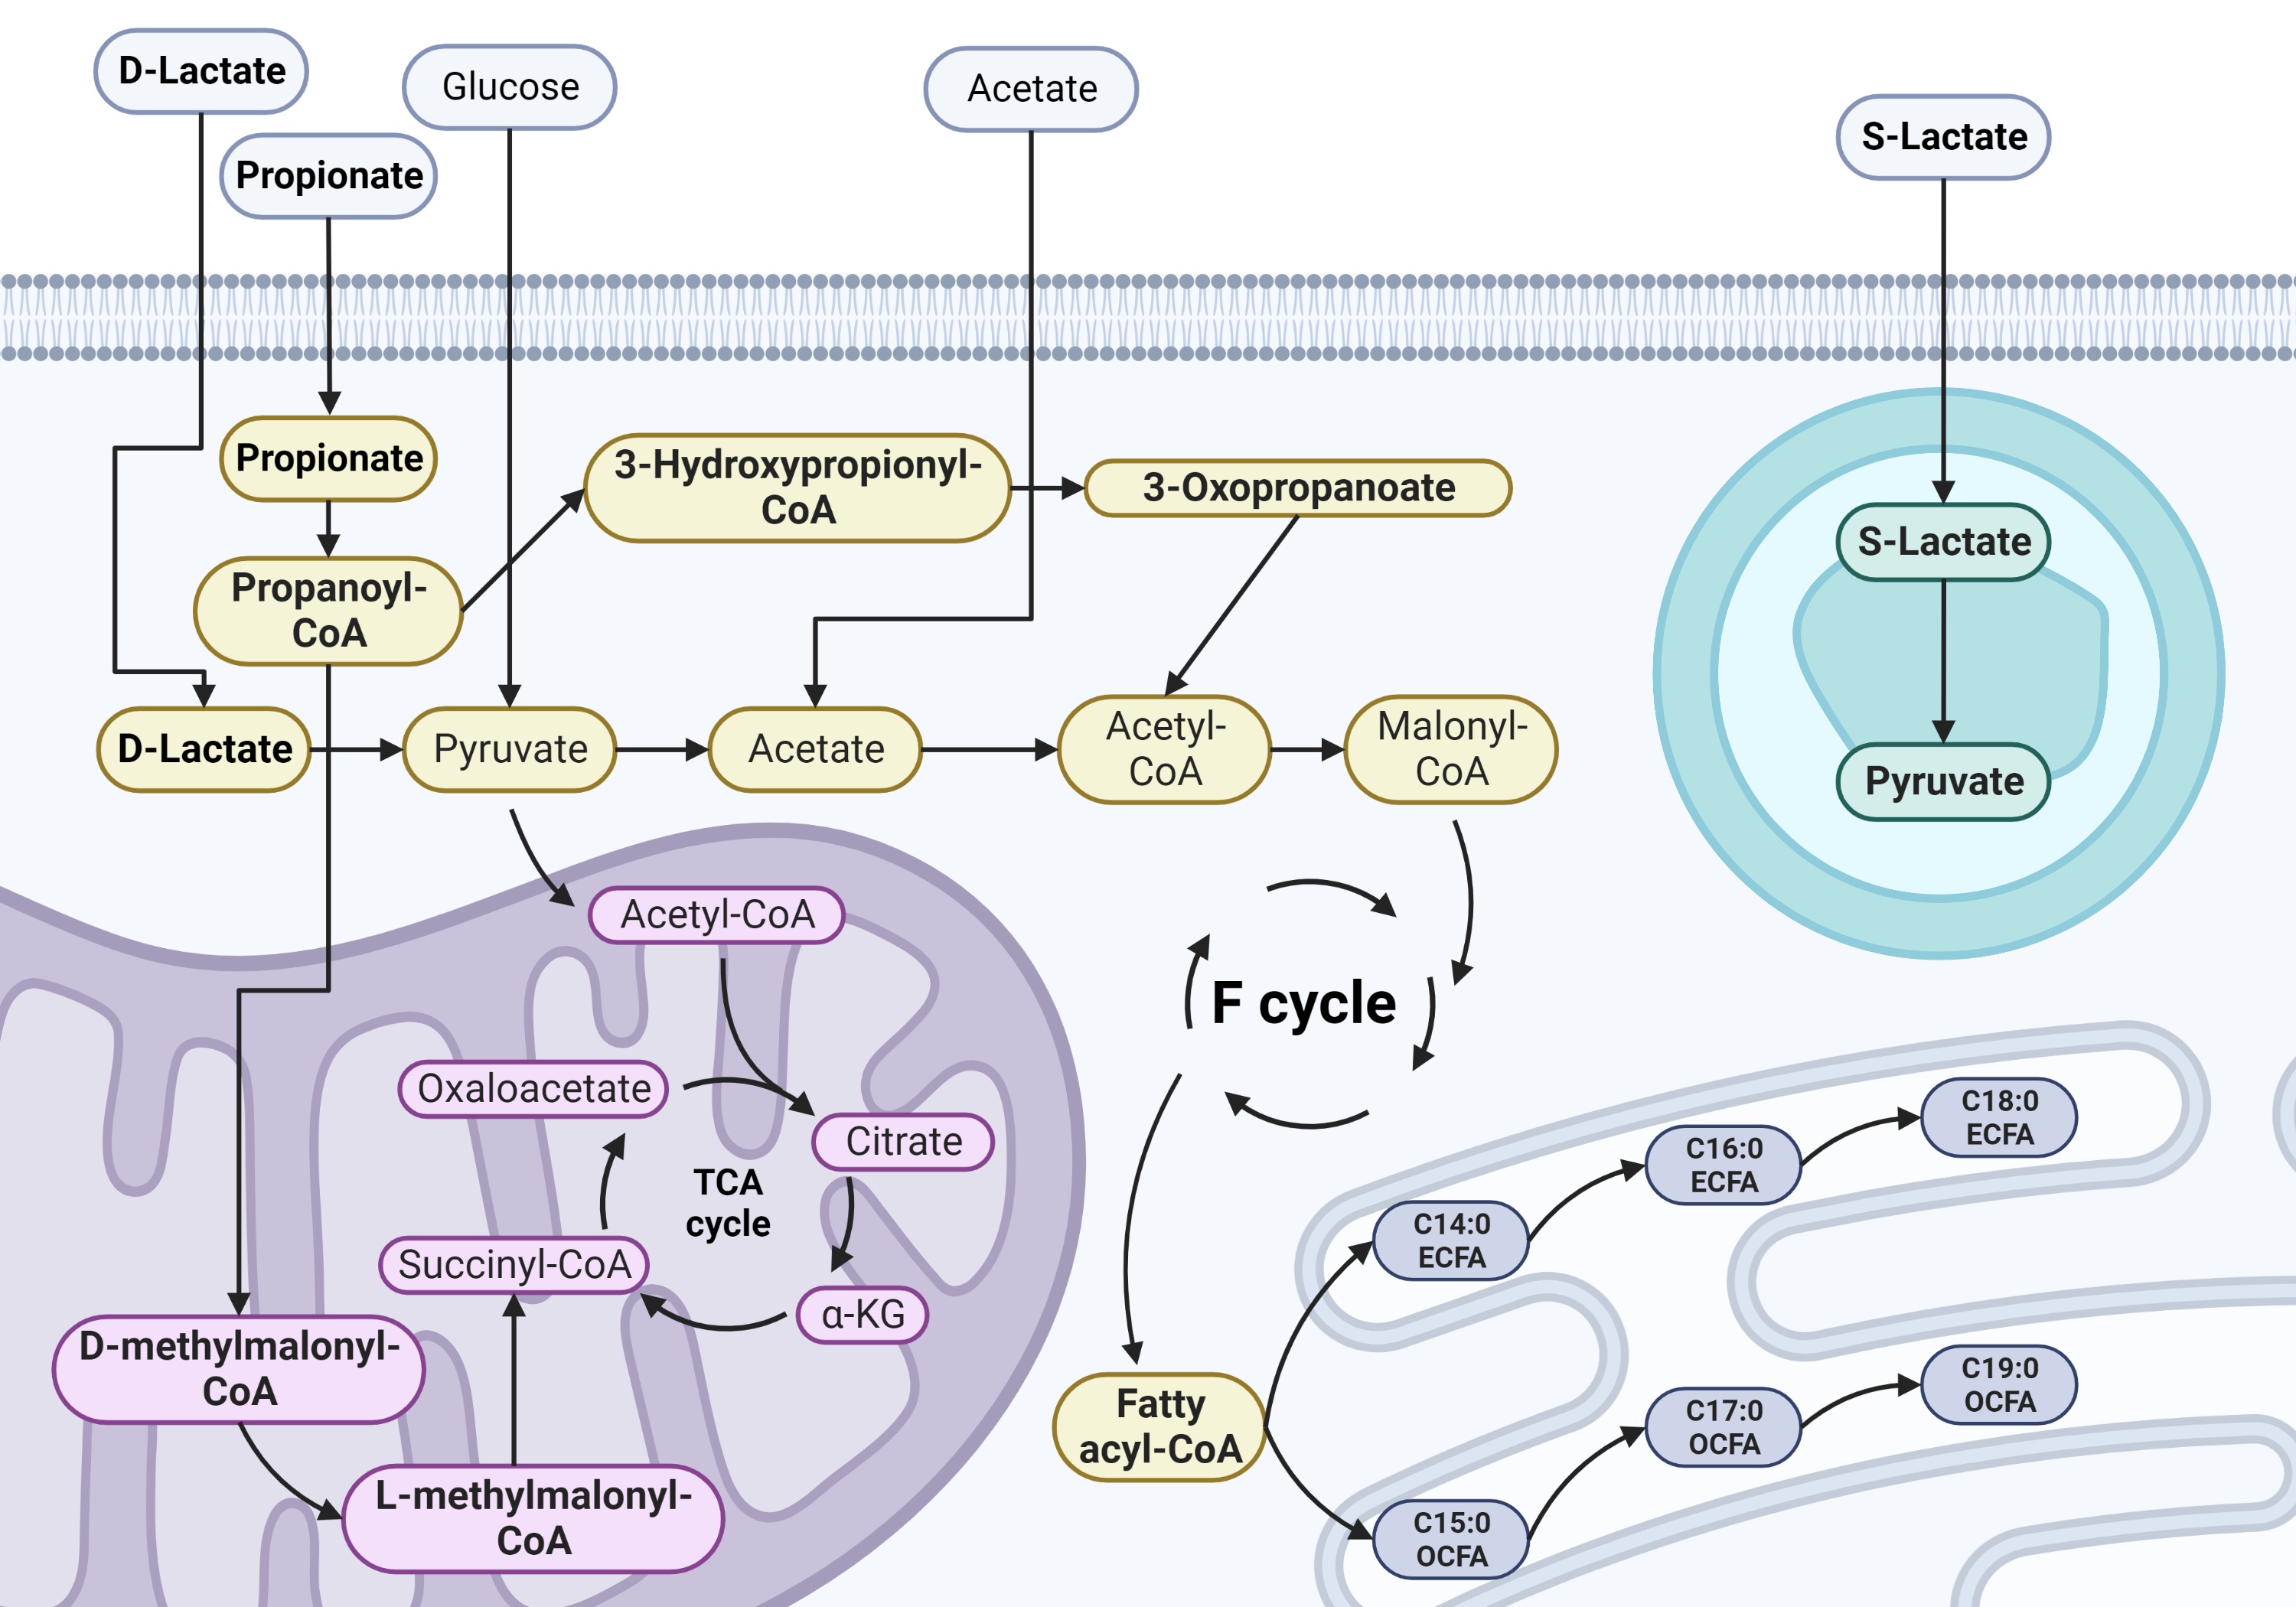 D-Lactate
Glucose
Acetate
S-Lactate
Propionate
Propionate
3-Hydroxypropionyl-
CoA
3-Oxopropanoate
S-Lactate
Propanoyl-
CoA
D-Lactate
Pyruvate
Acetate
Acetyl-
CoA
Malonyl-
CoA
Pyruvate
Acetyl-CoA
F cycle
Oxaloacetate
Citrate
TCA
cycle
Succinyl-CoA
α-KG
D-methylmalonyl-
CoA
L-methylmalonyl-
CoA
Fatty
acyl-CoA
C14:0
ECFA
C16:0
ECFA
C18:0
ECFA
C15:0
OCFA
C17:0
OCFA
C19:0
OCFA